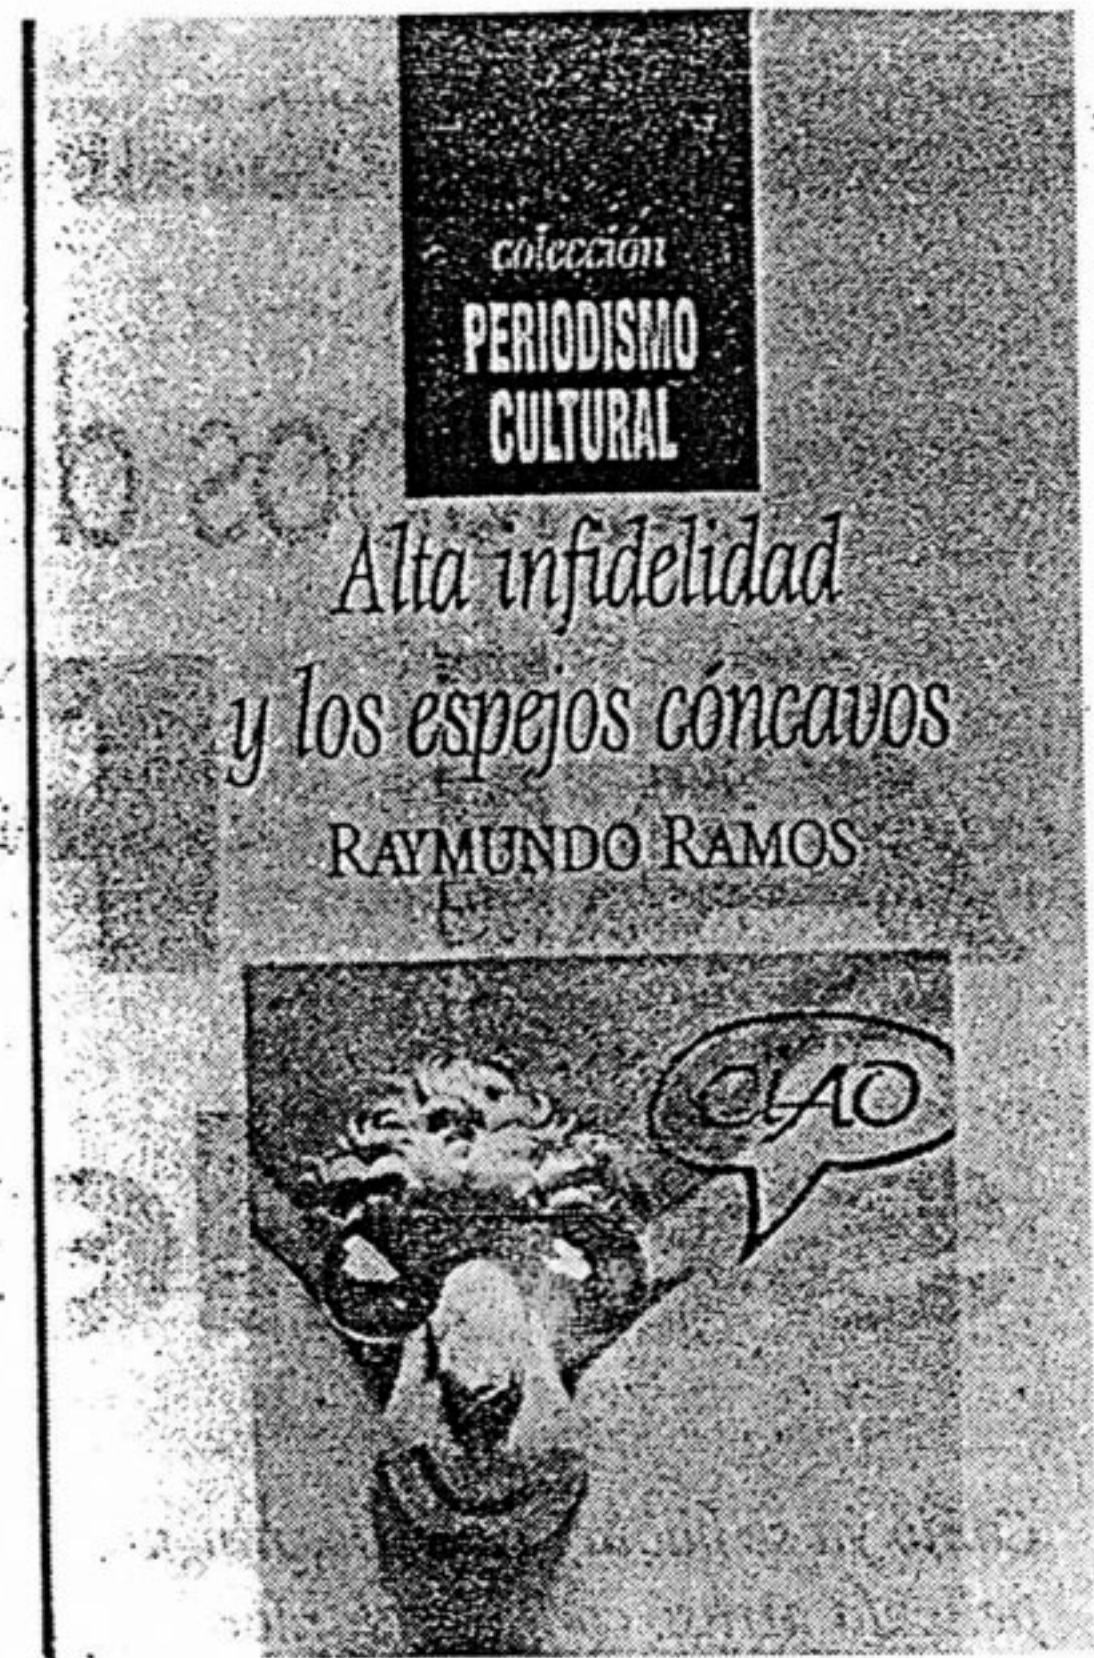 colección
PERIODISMO
CULTURAL
Alta infidelidad
y los espejos cóncavos
RAYMUNDO RAMOS
CIAO